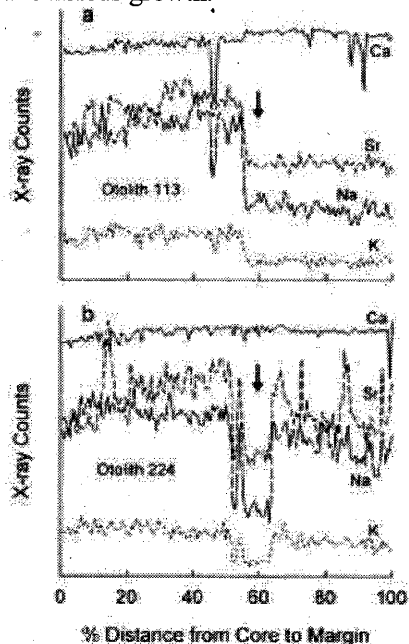 a
Ca
Sr
Otolith 113
Na
K
X-ray Counts
b
Ca
Sr
Otolith 224
Na
K
X-ray Counts
0 20 40 60 80 100
% Distance from Core to Margin